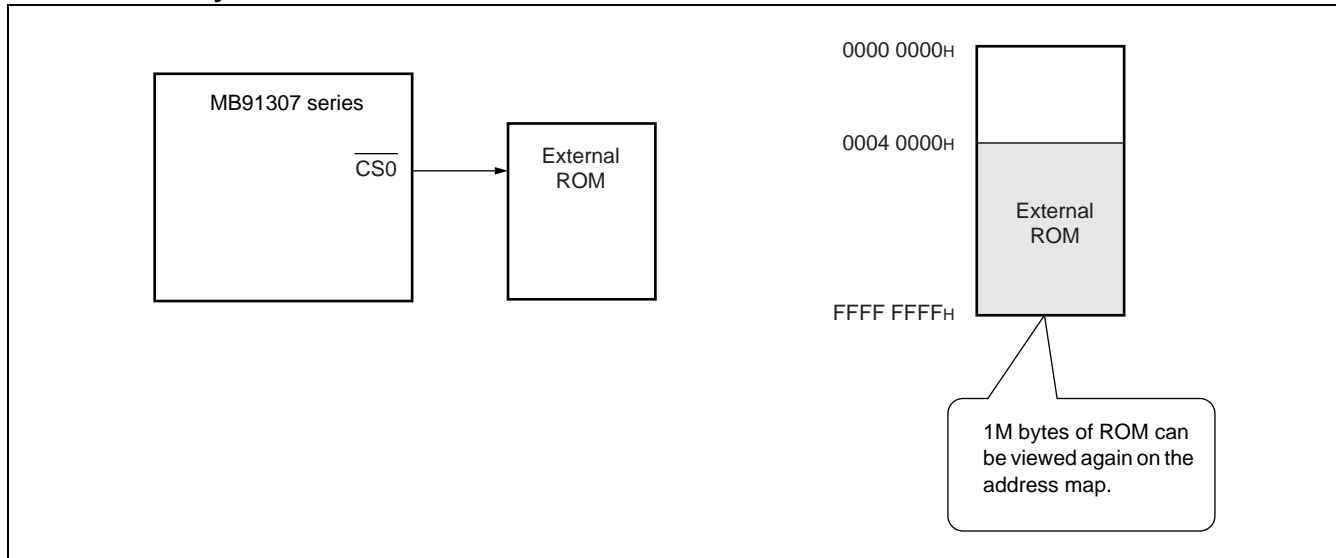 MB91307 series
CS0
External
ROM
0000 0000H
0004 0000H
External
ROM
FFFF FFFFH
1M bytes of ROM can
be viewed again on the
address map.